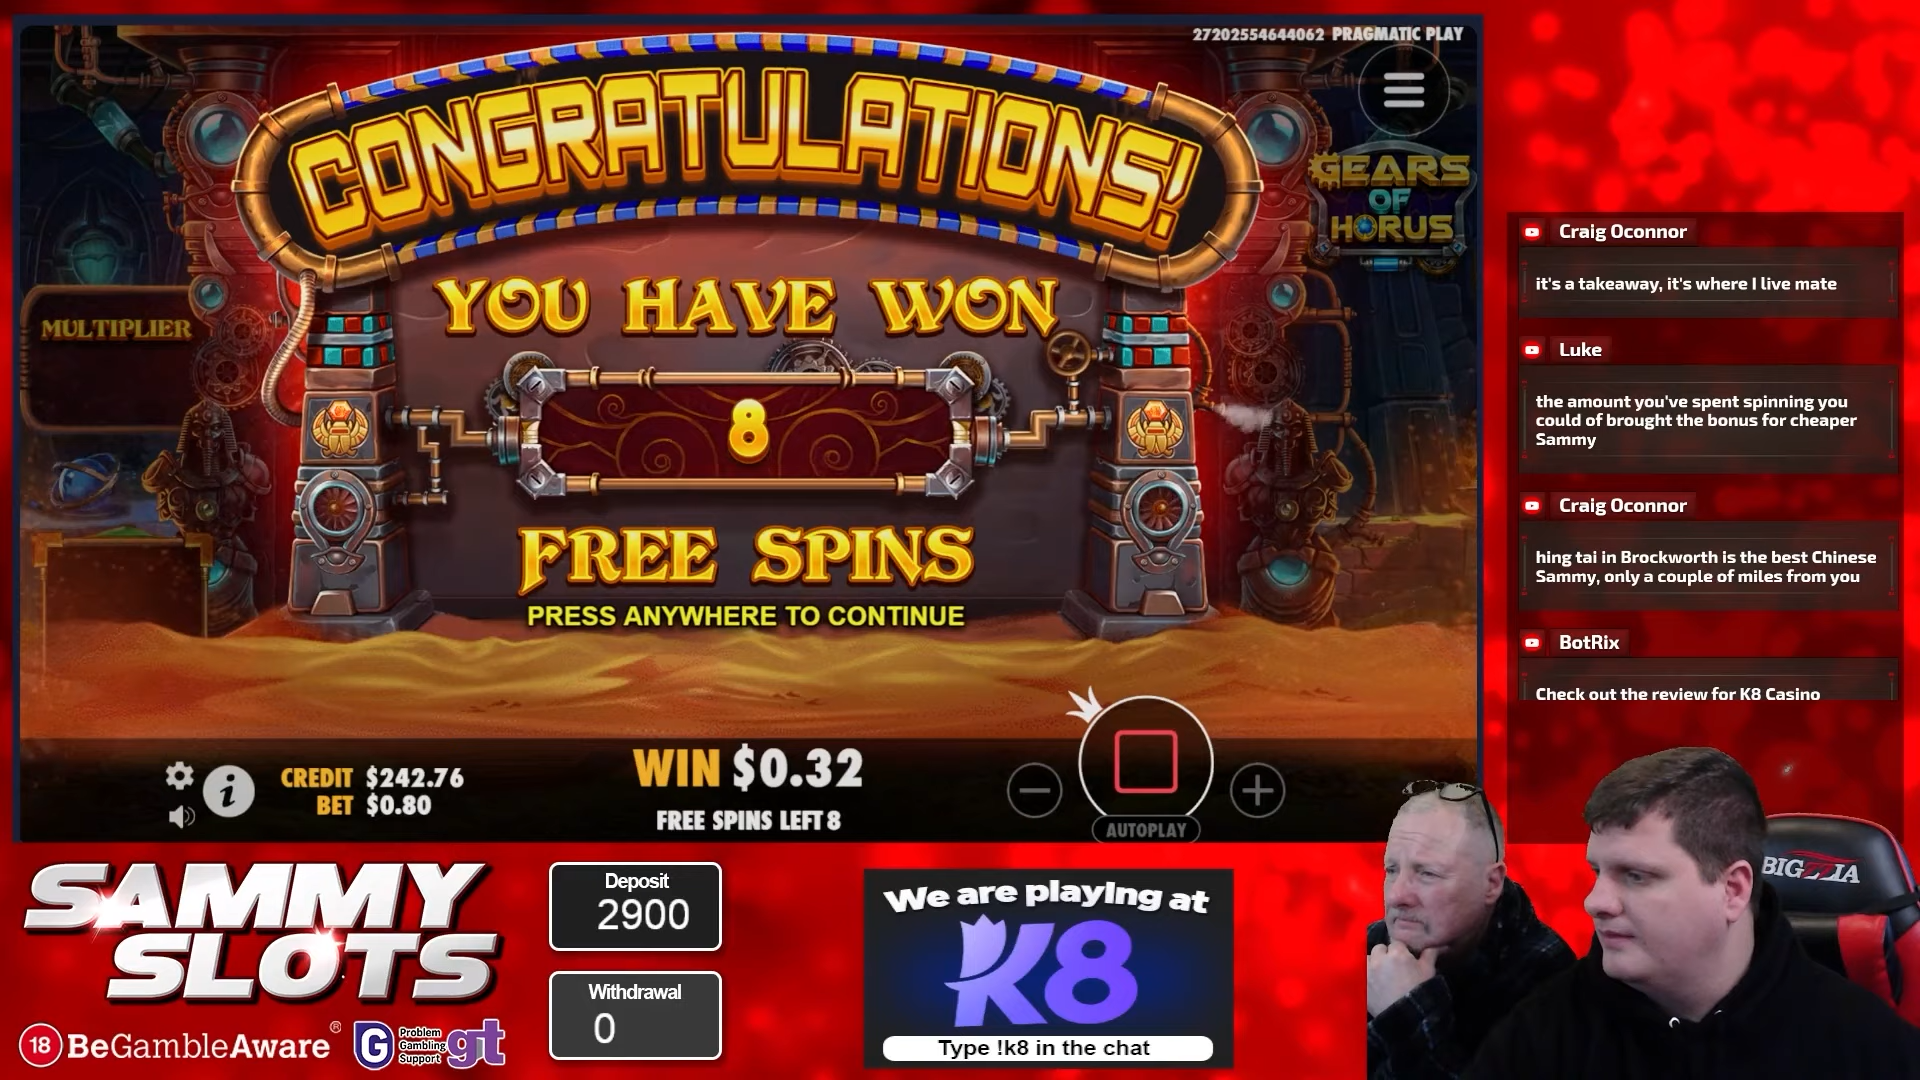 27202554644062 PRAGMATIC PLAY
CONGRATULATIONS!
GEARS
OF
HORUS
YOU HAVE WON
MULTIPLIER
8
FREE SPINS
PRESS ANYWHERE TO CONTINUE
CREDIT $242.76
BET $0.80
WIN $0.32
FREE SPINS LEFT 8
AUTOPLAY
Craig Oconnor
it's a takeaway, it's where I live mate
Luke
the amount you've spent spinning you
could of brought the bonus for cheaper
Sammy
Craig Oconnor
hing tai in Brockworth is the best Chinese
Sammy, only a couple of miles from you
BotRix
Check out the review for K8 Casino
SAMMY
SLOTS
18 BeGambleAware®
G Problem
Gambling
Support
gt
Deposit
2900
Withdrawal
0
We are playing at
K8
Type !k8 in the chat